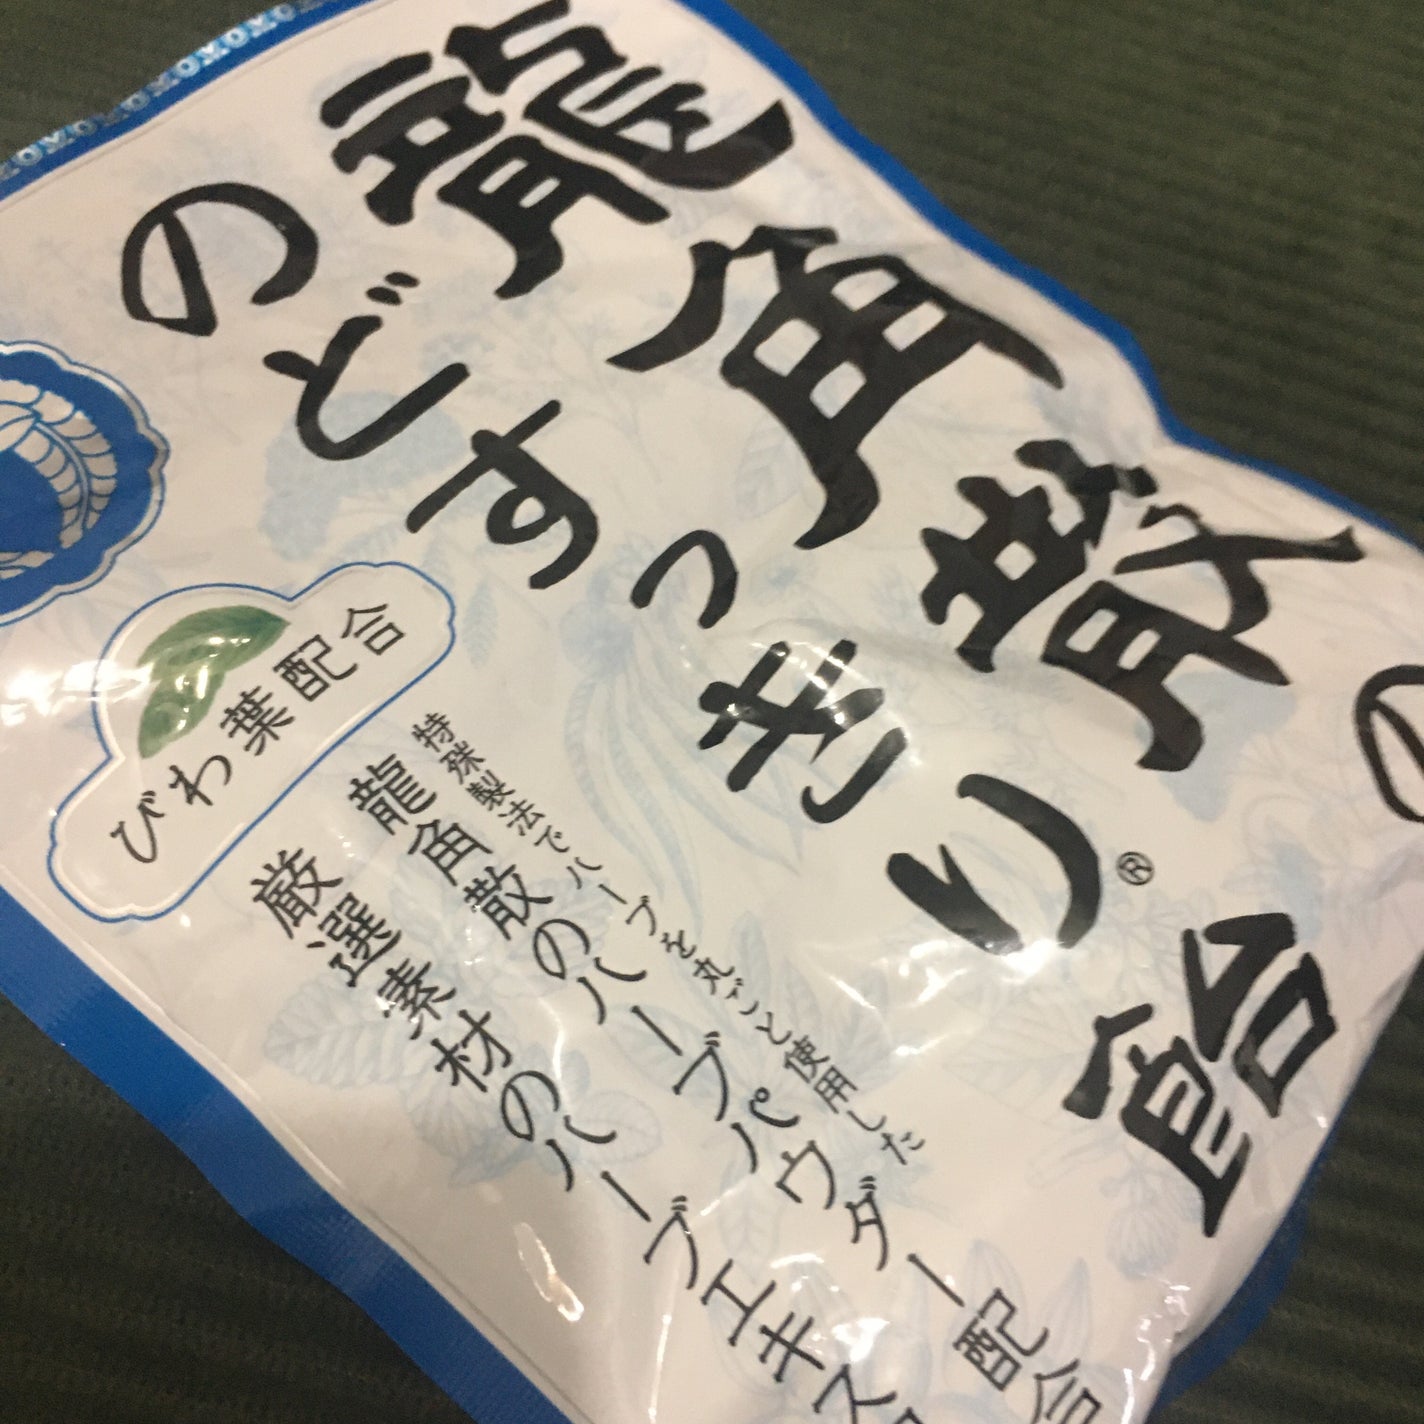 龍角散の
のどすっきり®飴
特殊製法でハーブを丸ごと使用した
龍角散のハーブパウダー配合
厳選素材のハーブエキス
びわ葉配合